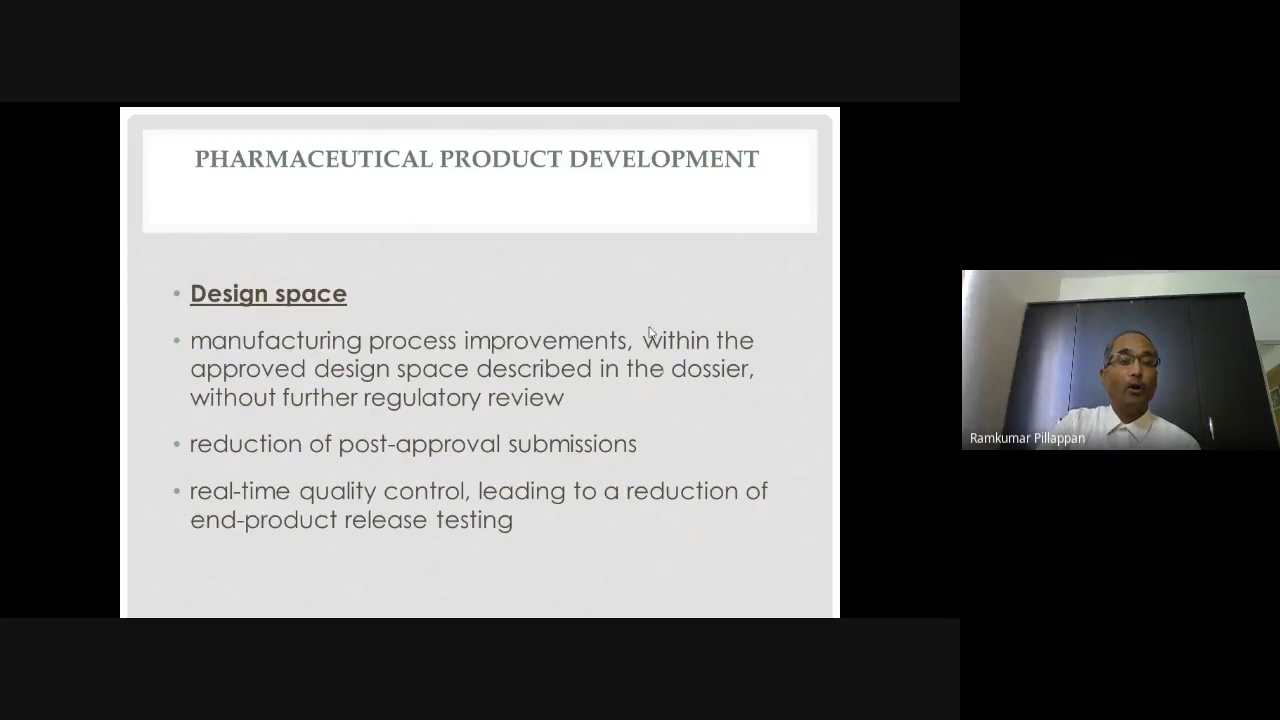 PHARMACEUTICAL PRODUCT DEVELOPMENT
• Design space
• manufacturing process improvements, within the
approved design space described in the dossier,
without further regulatory review
• reduction of post-approval submissions
• real-time quality control, leading to a reduction of
end-product release testing
Ramkumar Pillappan